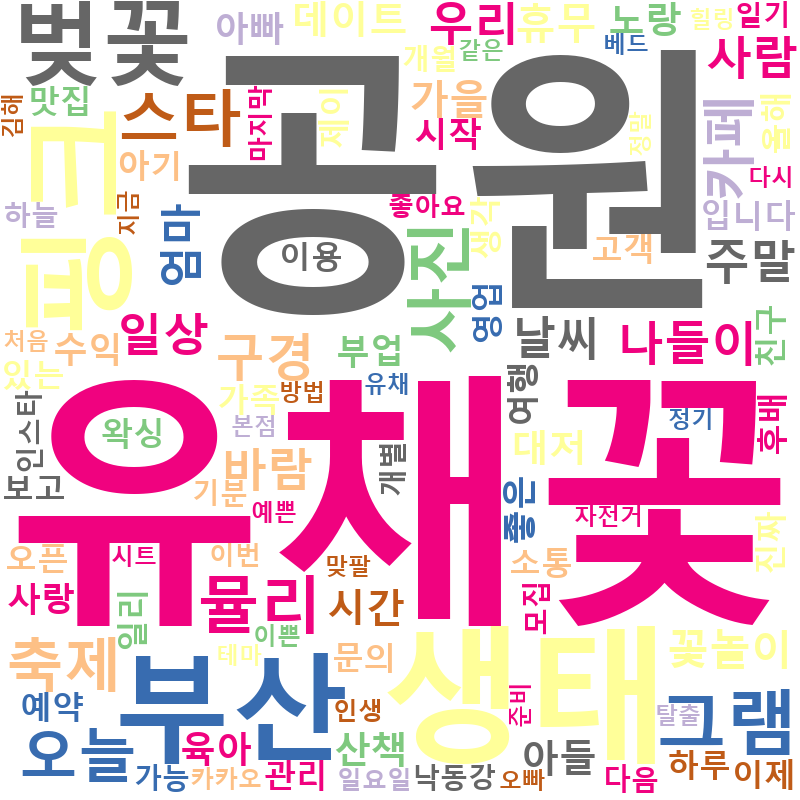 벚꽃
아빠
데이트
우리
휴무
노랑
힐링
일기
같은
베드
개월
사람
공원
맛집
스타
제이
가을
카페
올해
김해
마지막
시작
정말
핑크
아기
다시
하늘
지금
좋아요
생각
입니다
엄마
이용
사진
고객
주말
영업
처음
수익
일상
구경
부업
날씨
나들이
친구
있는
가족
방법
유채
여행
정기
후배
인스타
왁싱
본점
대저
유채꽃
보고
바람
개별
기분
예쁜
좋은
자전거
진짜
오픈
시트
이번
맞팔
소통
사랑
일리
뮬리
시간
모집
이쁜
축제
테마
문의
생태
꽃놀이
부산
예약
인생
준비
탈출
그램
오늘
육아
산책
아들
하루
이제
가능
카카오
관리
일요일
낙동강
오빠
다음